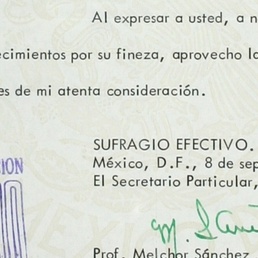 Al expresar a usted, a n
ecimientos por su fineza, aprovecho la
es de mi atenta consideración.
SUFRAGIO EFECTIVO.
México, D.F., 8 de sep
El Secretario Particular,
CION
Prof. Melchor Sánchez